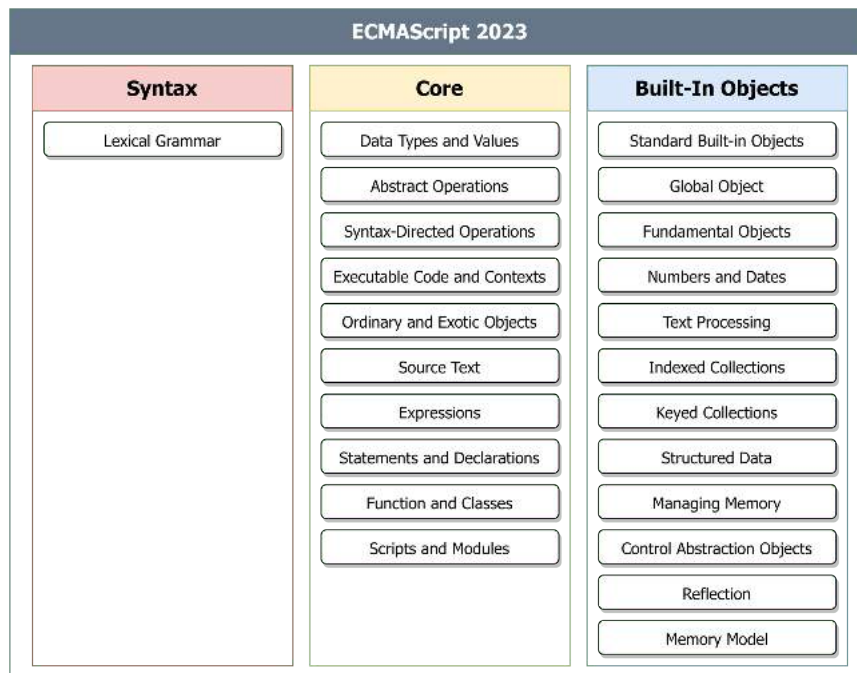 ECMAScript 2023
Syntax
Lexical Grammar
Core
Data Types and Values
Abstract Operations
Syntax-Directed Operations
Executable Code and Contexts
Ordinary and Exotic Objects
Source Text
Expressions
Statements and Declarations
Function and Classes
Scripts and Modules
Built-In Objects
Standard Built-in Objects
Global Object
Fundamental Objects
Numbers and Dates
Text Processing
Indexed Collections
Keyed Collections
Structured Data
Managing Memory
Control Abstraction Objects
Reflection
Memory Model